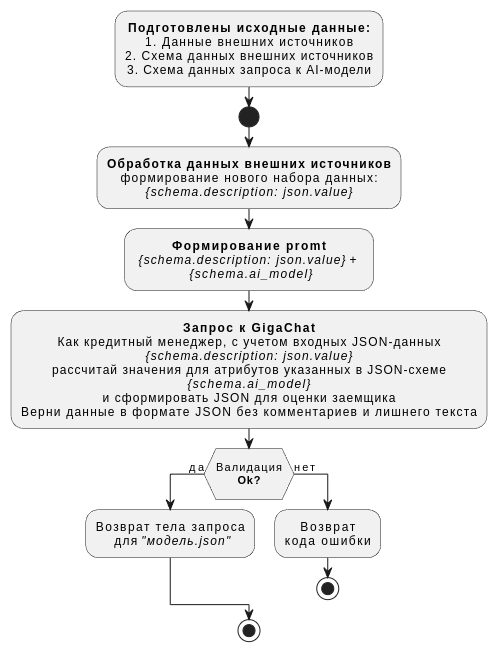 Подготовлены исходные данные:
1. Данные внешних источников
2. Схема данных внешних источников
3. Схема данных запроса к AI-модели
Обработка данных внешних источников
формирование нового набора данных:
{schema.description: json.value}
Формирование promt
{schema.description: json.value} +
{schema.ai_model}
Запрос к GigaChat
Как кредитный менеджер, с учетом входных JSON-данных
{schema.description: json.value}
рассчитай значения для атрибутов указанных в JSON-схеме
{schema.ai_model}
и сформировать JSON для оценки заемщика
Верни данные в формате JSON без комментариев и лишнего текста
да
Валидация
Ok?
нет
Возврат тела запроса
для "модель.json"
Возврат
кода ошибки